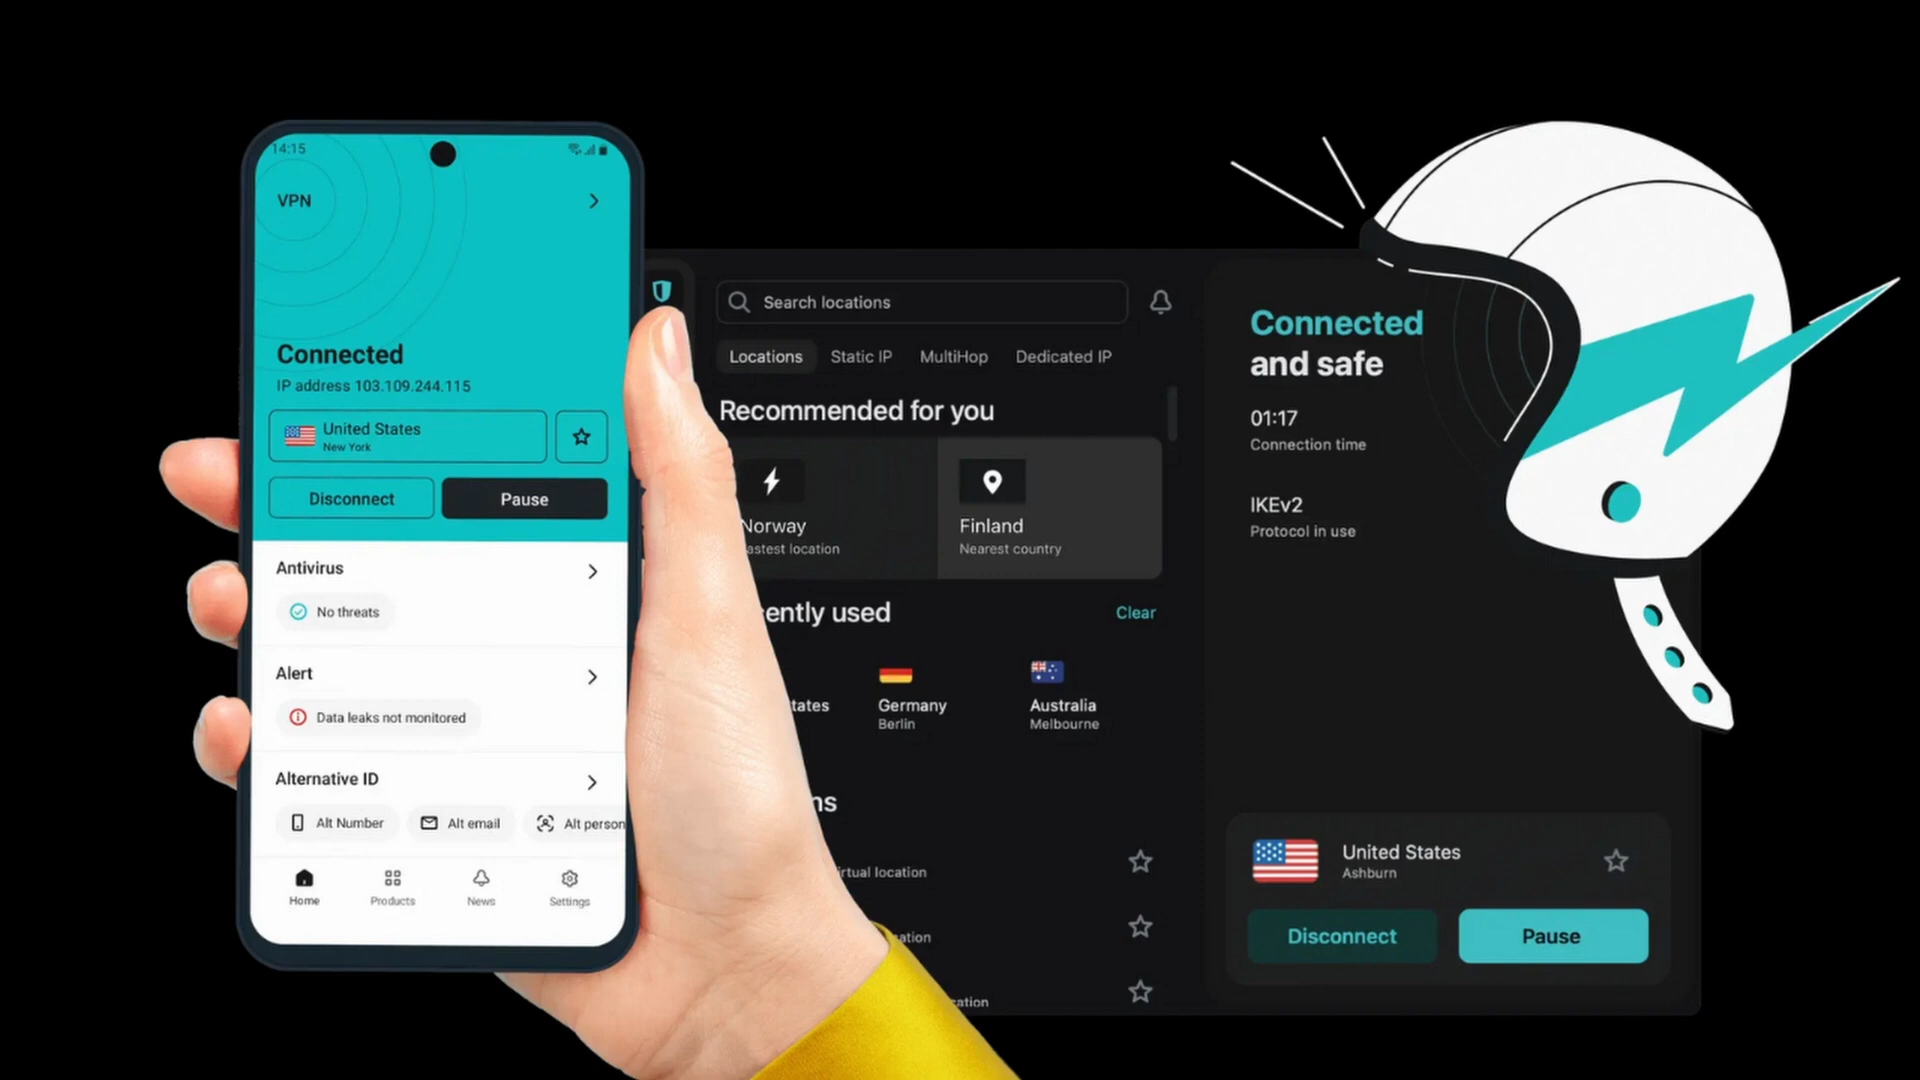 14:15
VPN
Connected
IP address 103.109.244.115
United States
New York
Disconnect
Pause
Antivirus
No threats
Alert
Data leaks not monitored
Alternative ID
Alt Number
Alt email
Alt person
Home
Products
News
Settings
Search locations
Locations
Static IP
MultiHop
Dedicated IP
Recommended for you
Norway
astest location
Finland
Nearest country
cently used
Clear
tates
Germany
Berlin
Australia
Melbourne
ns
irtual location
ation
cation
Connected
and safe
01:17
Connection time
IKEv2
Protocol in use
United States
Ashburn
Disconnect
Pause